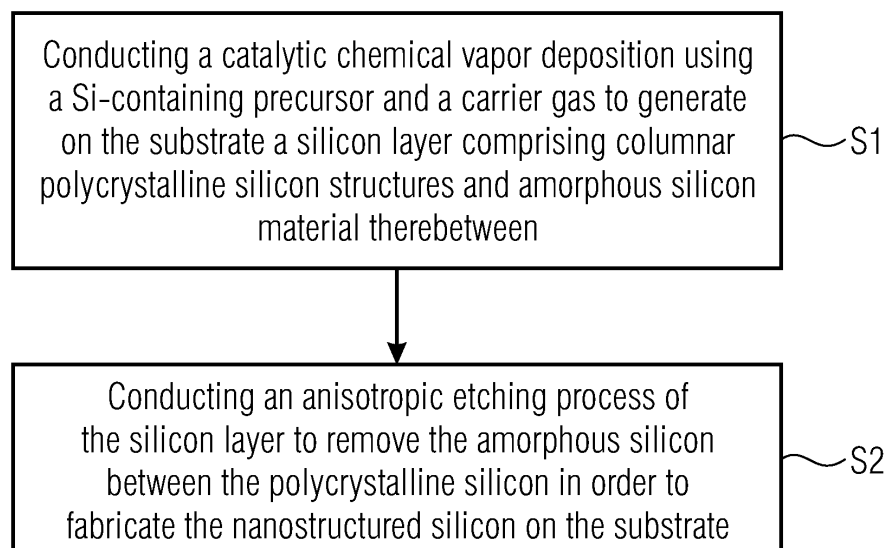 Conducting a catalytic chemical vapor deposition using
a Si-containing precursor and a carrier gas to generate
on the substrate a silicon layer comprising columnar
polycrystalline silicon structures and amorphous silicon
material therebetween
S1
Conducting an anisotropic etching process of
the silicon layer to remove the amorphous silicon
between the polycrystalline silicon in order to
fabricate the nanostructured silicon on the substrate
S2